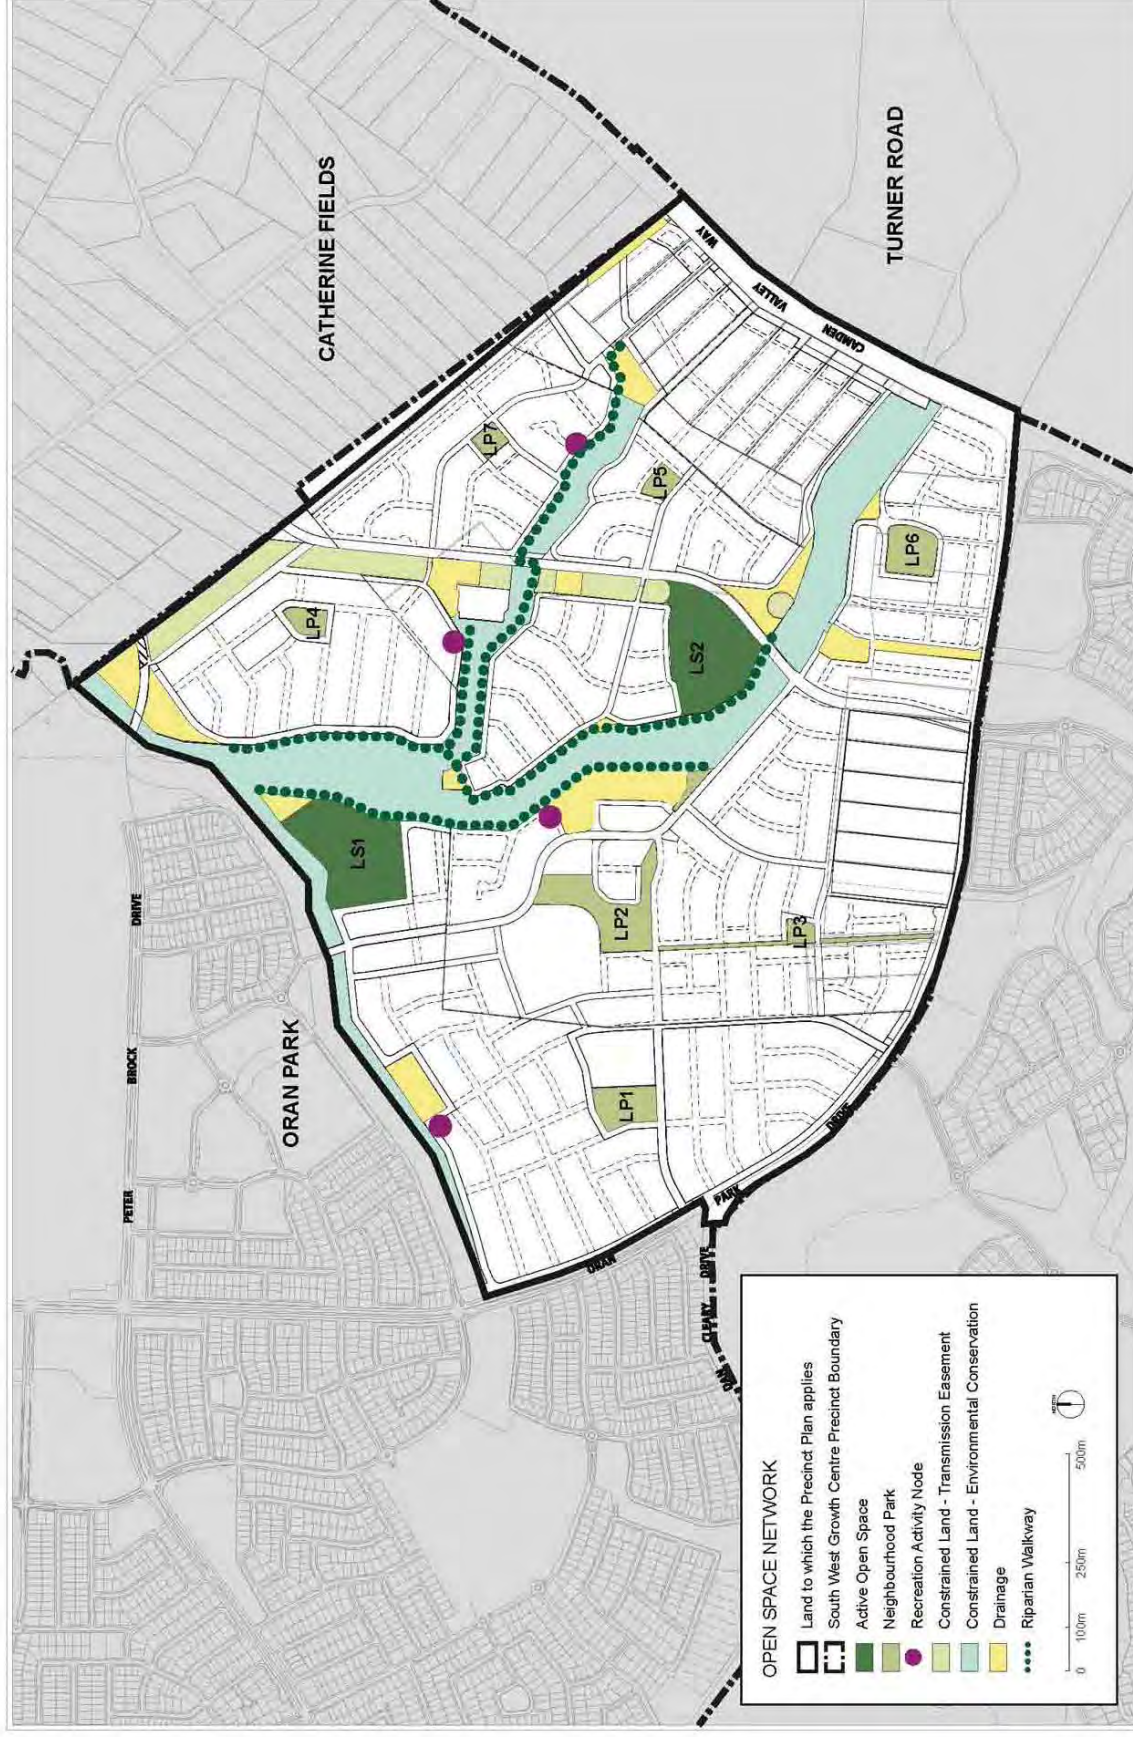 CATHERINE FIELDS
TURNER ROAD
ORAN PARK
PETER
BROCK
DRIVE
CAMDEN
VALLEY
WAY
ORAN
PARK
DRIVE
CLEARY
DRIVE
LS1
LS2
LP1
LP2
LP3
LP4
LP5
LP6
LP7
OPEN SPACE NETWORK
Land to which the Precinct Plan applies
South West Growth Centre Precinct Boundary
Active Open Space
Neighbourhood Park
Recreation Activity Node
Constrained Land - Transmission Easement
Constrained Land - Environmental Conservation
Drainage
Riparian Walkway
0 100m 250m 500m
NORTH